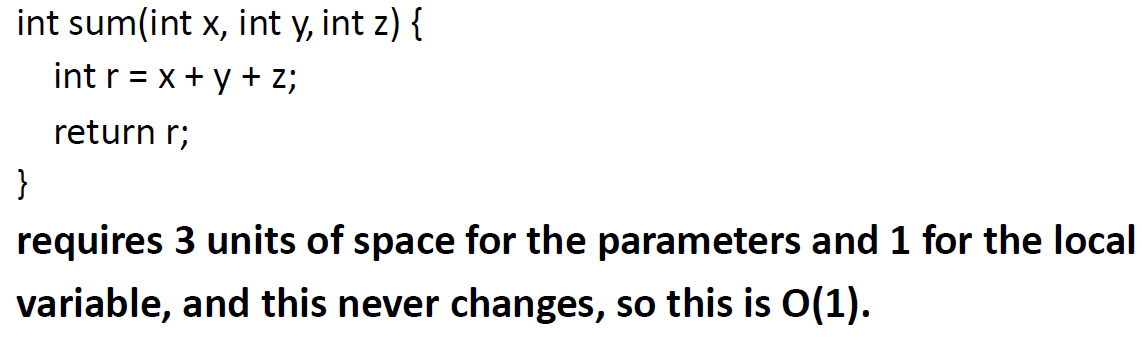 int sum(int x, int y, int z) {
int r = x + y + z;
return r;
}
requires 3 units of space for the parameters and 1 for the local
variable, and this never changes, so this is O(1).